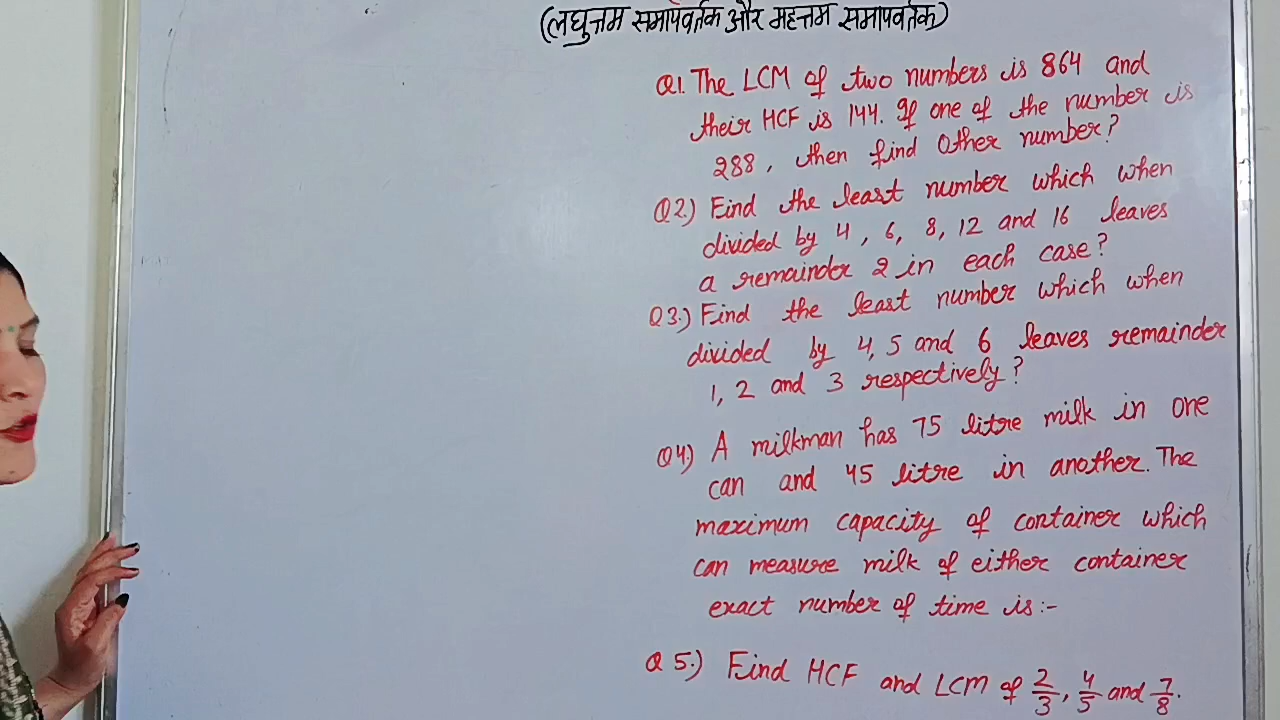 (लघुत्तम समापवर्तक और महत्तम समापवर्तक)
Q1. The LCM of two numbers is 864 and
their HCF is 144. If one of the number is
288, then find Other number?
Q2.) Find the least number which when
divided by 4, 6, 8, 12 and 16 leaves
a remainder 2 in each case?
Q3.) Find the least number which when
divided by 4, 5 and 6 leaves remainder
1, 2 and 3 respectively?
Q4.) A milkman has 75 litre milk in one
can and 45 litre in another. The
maximum capacity of container which
can measure milk of either container
exact number of time is:-
Q 5.) Find HCF and LCM of 2/3, 4/5 and 7/8.